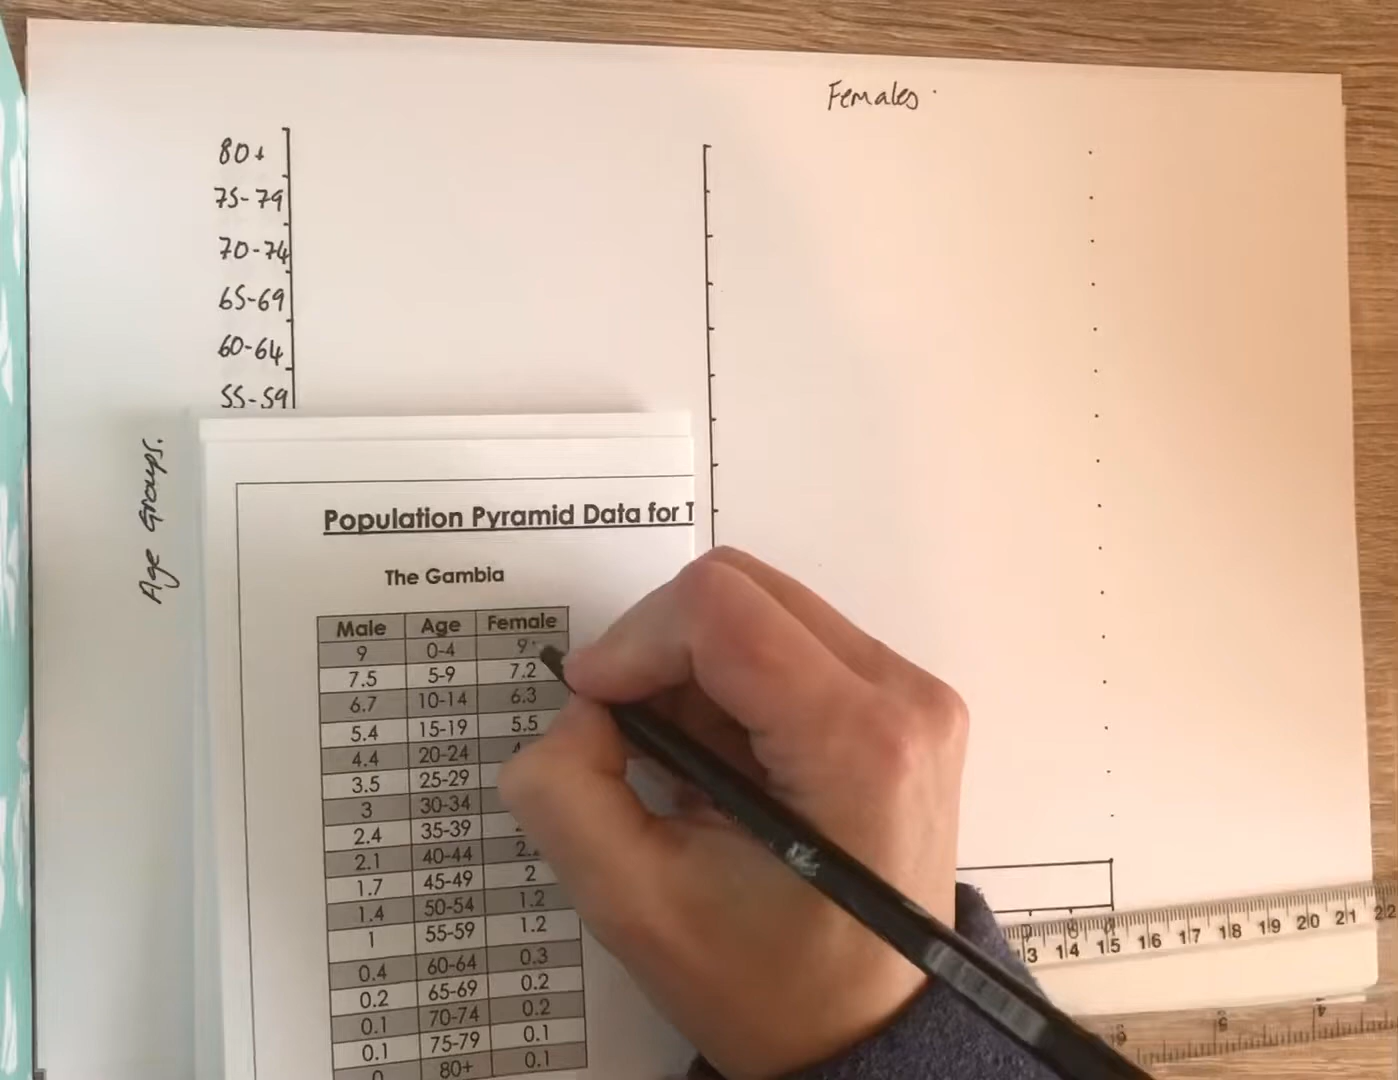 Females
80+
75-79
70-74
65-69
60-64
55-59
Age Groups.
Population Pyramid Data for T
The Gambia
Male Age Female
9 0-4 9
7.5 5-9 7.2
6.7 10-14 6.3
5.4 15-19 5.5
4.4 20-24
3.5 25-29
3 30-34
2.4 35-39
2.1 40-44 2.2
1.7 45-49 2
1.4 50-54 1.2
1 55-59 1.2
0.4 60-64 0.3
0.2 65-69 0.2
0.1 70-74 0.2
0.1 75-79 0.1
0 80+ 0.1
13 14 15 16 17 18 19 20 21 22